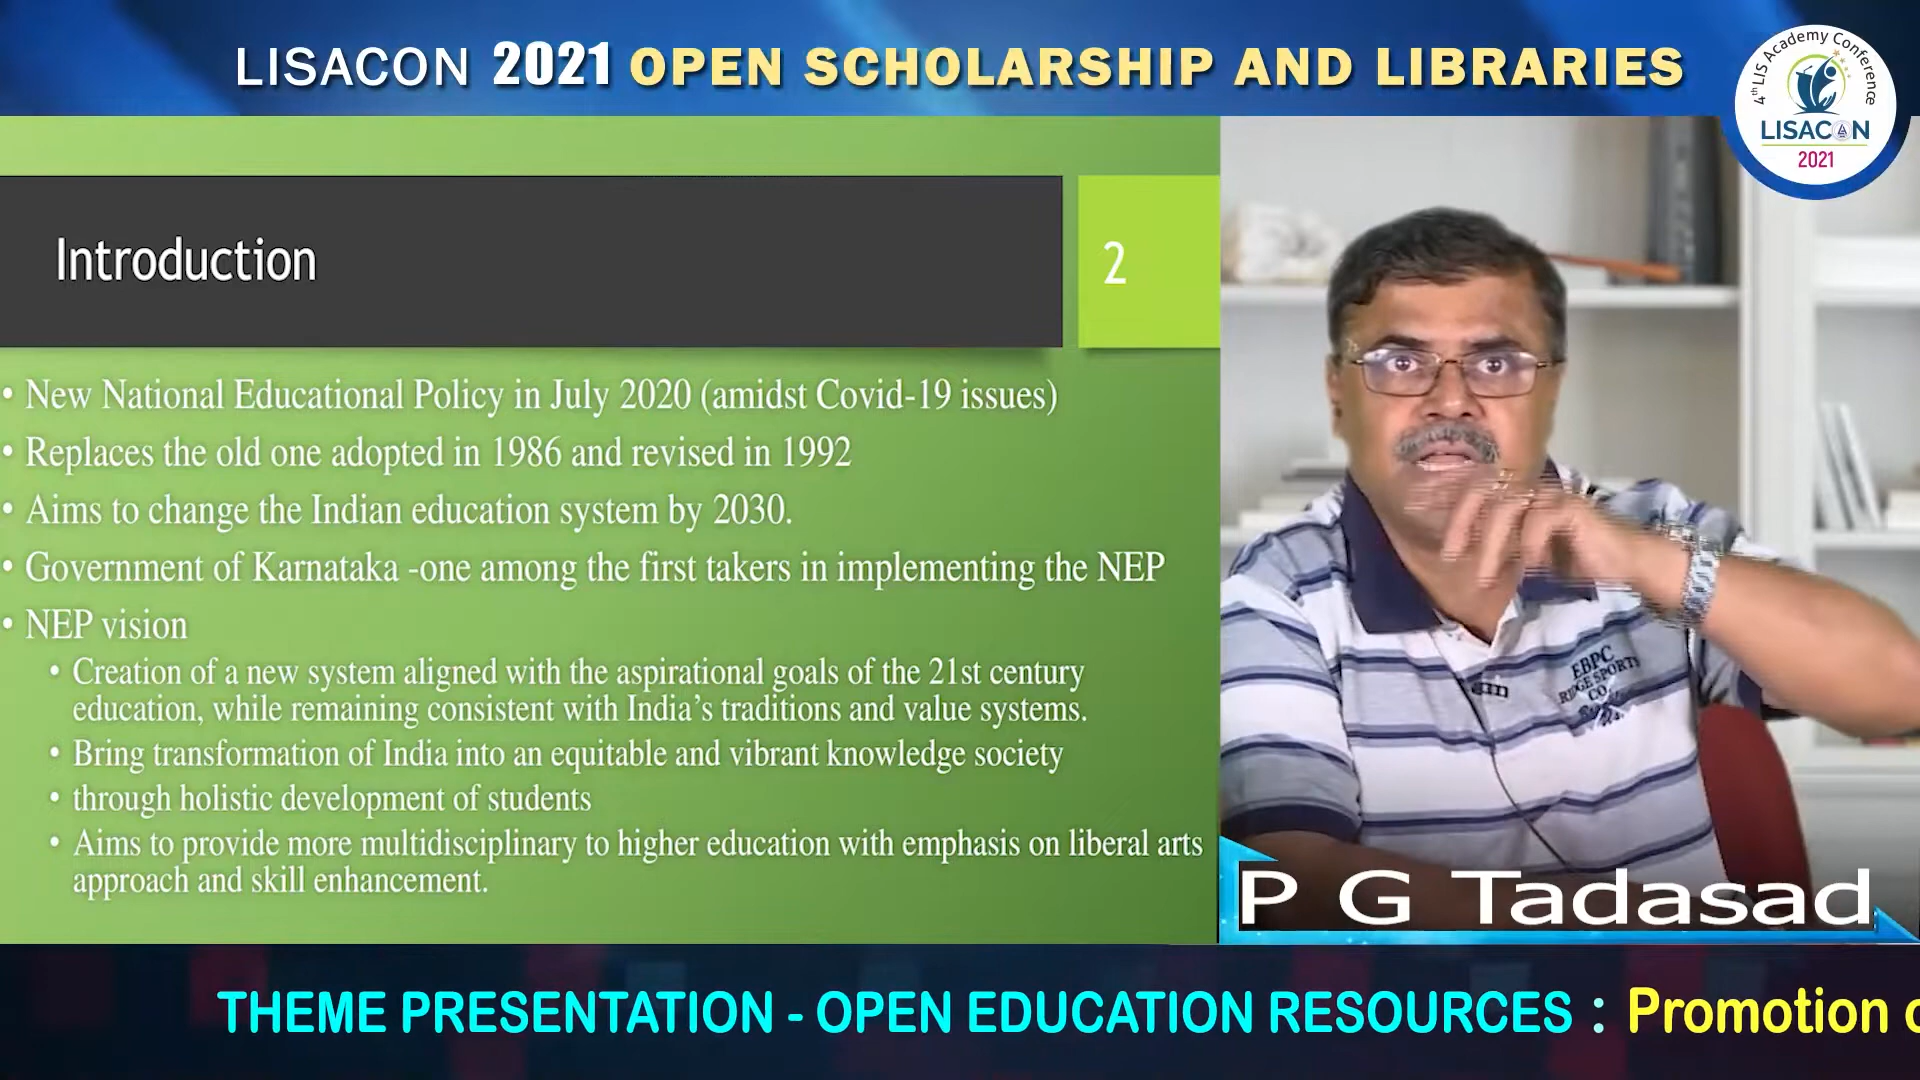 LISACON 2021 OPEN SCHOLARSHIP AND LIBRARIES
4th LIS Academy Conference
LISACON
2021
Introduction
2
• New National Educational Policy in July 2020 (amidst Covid-19 issues)
• Replaces the old one adopted in 1986 and revised in 1992
• Aims to change the Indian education system by 2030.
• Government of Karnataka -one among the first takers in implementing the NEP
• NEP vision
• Creation of a new system aligned with the aspirational goals of the 21st century
education, while remaining consistent with India's traditions and value systems.
• Bring transformation of India into an equitable and vibrant knowledge society
• through holistic development of students
• Aims to provide more multidisciplinary to higher education with emphasis on liberal arts
approach and skill enhancement.
EBPC
RIDGE SPORTS
CO.
P G Tadasad
THEME PRESENTATION - OPEN EDUCATION RESOURCES : Promotion